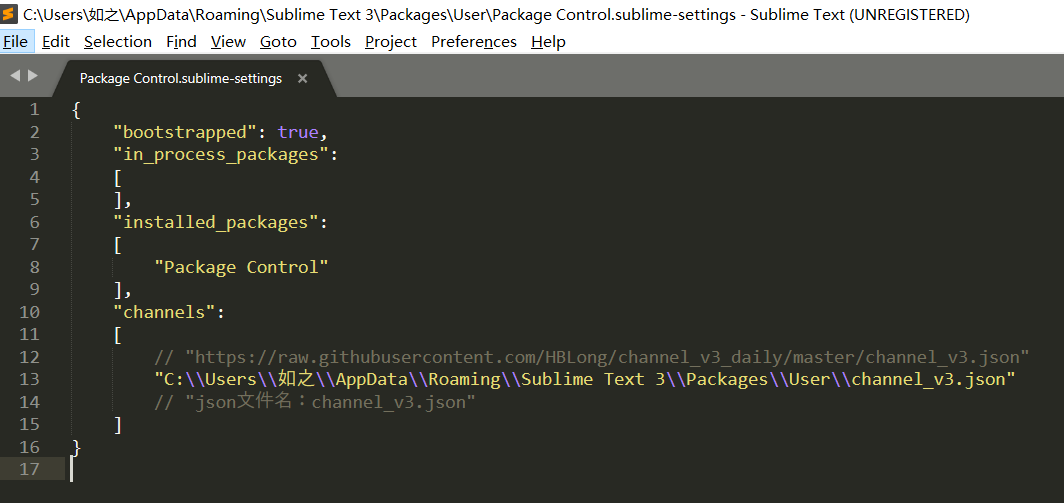 C:\Users\如之\AppData\Roaming\Sublime Text 3\Packages\User\Package Control.sublime-settings - Sublime Text (UNREGISTERED)
File Edit Selection Find View Goto Tools Project Preferences Help
Package Control.sublime-settings ×
1 {
2 "bootstrapped": true,
3 "in_process_packages":
4 [
5 ],
6 "installed_packages":
7 [
8 "Package Control"
9 ],
10 "channels":
11 [
12 // "https://raw.githubusercontent.com/HBLong/channel_v3_daily/master/channel_v3.json"
13 "C:\\Users\\如之\\AppData\\Roaming\\Sublime Text 3\\Packages\\User\\channel_v3.json"
14 // "json文件名：channel_v3.json"
15 ]
16 }
17